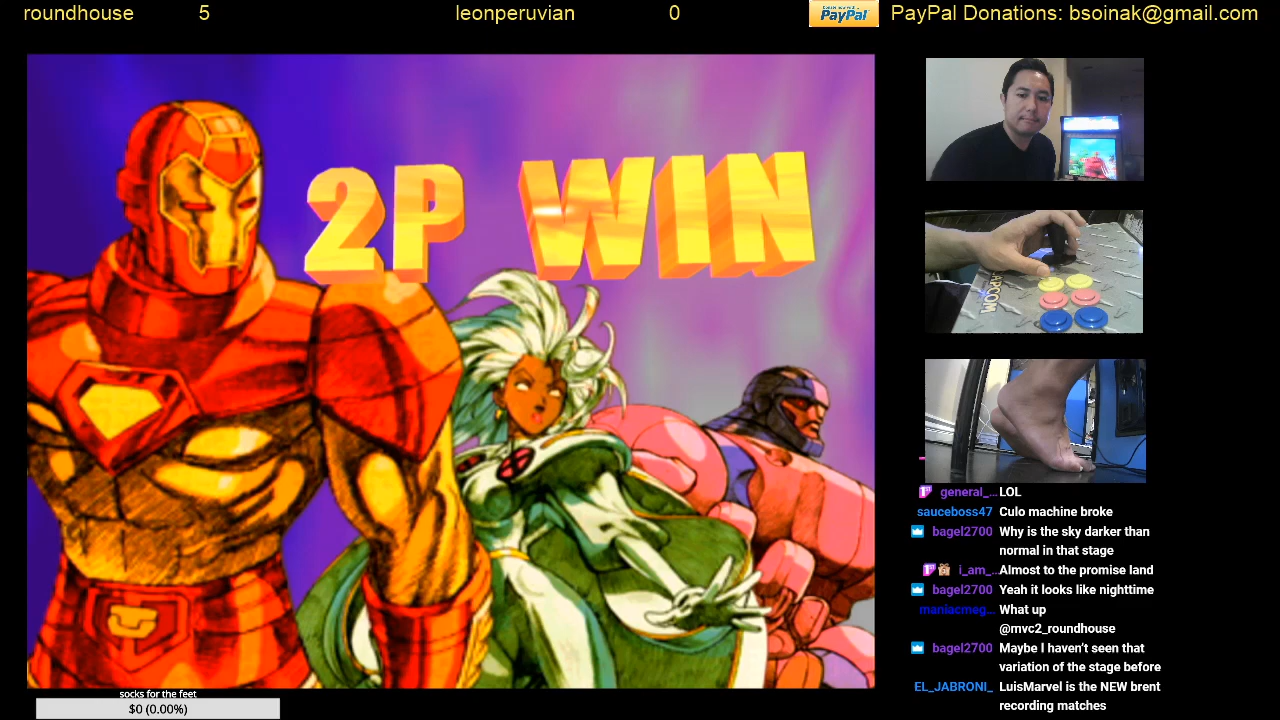 roundhouse 5 leonperuvian 0 PayPal PayPal Donations: bsoinak@gmail.com
2P WIN
CAPCOM
general_... LOL
sauceboss47 Culo machine broke
bagel2700 Why is the sky darker than
normal in that stage
i_am_... Almost to the promise land
bagel2700 Yeah it looks like nighttime
maniacmeg... What up
@mvc2_roundhouse
bagel2700 Maybe I haven't seen that
variation of the stage before
EL_JABRONI_ LuisMarvel is the NEW brent
recording matches
socks for the feet
$0 (0.00%)